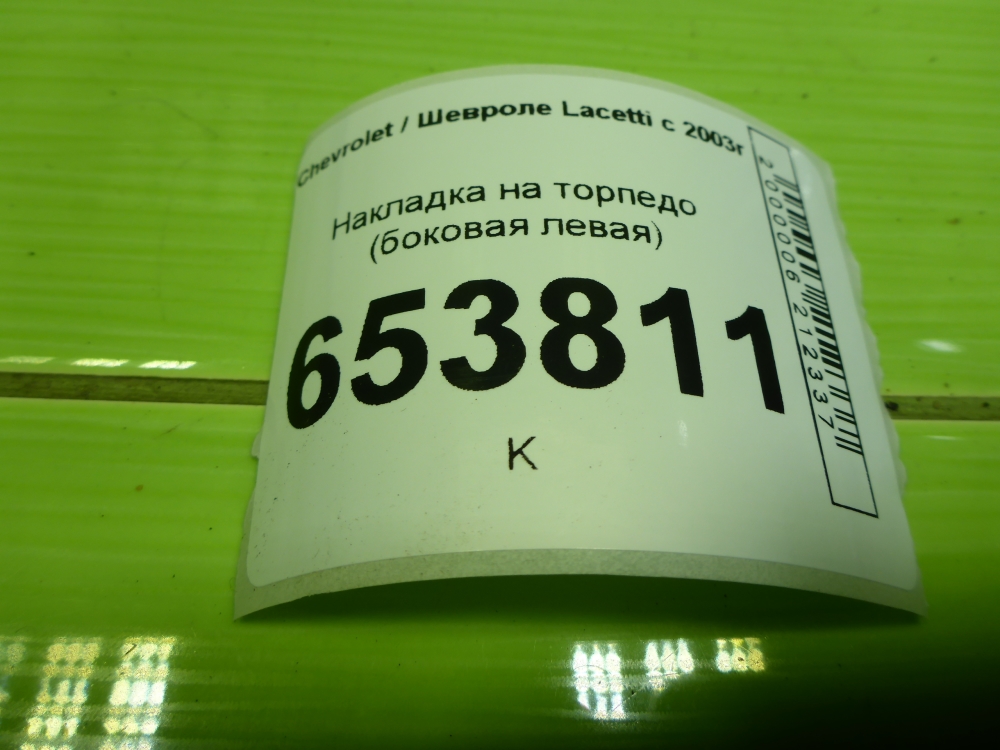 Chevrolet / Шевроле Lacetti с 2003г
Накладка на торпедо
(боковая левая)
653811
К
2000006212337